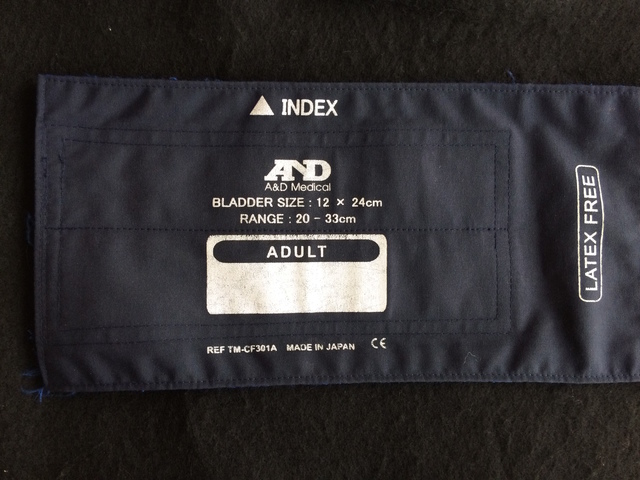 ▲ INDEX
AND
A&D Medical
BLADDER SIZE : 12 × 24cm
RANGE : 20 - 33cm
ADULT
REF TM-CF301A MADE IN JAPAN CE
LATEX FREE